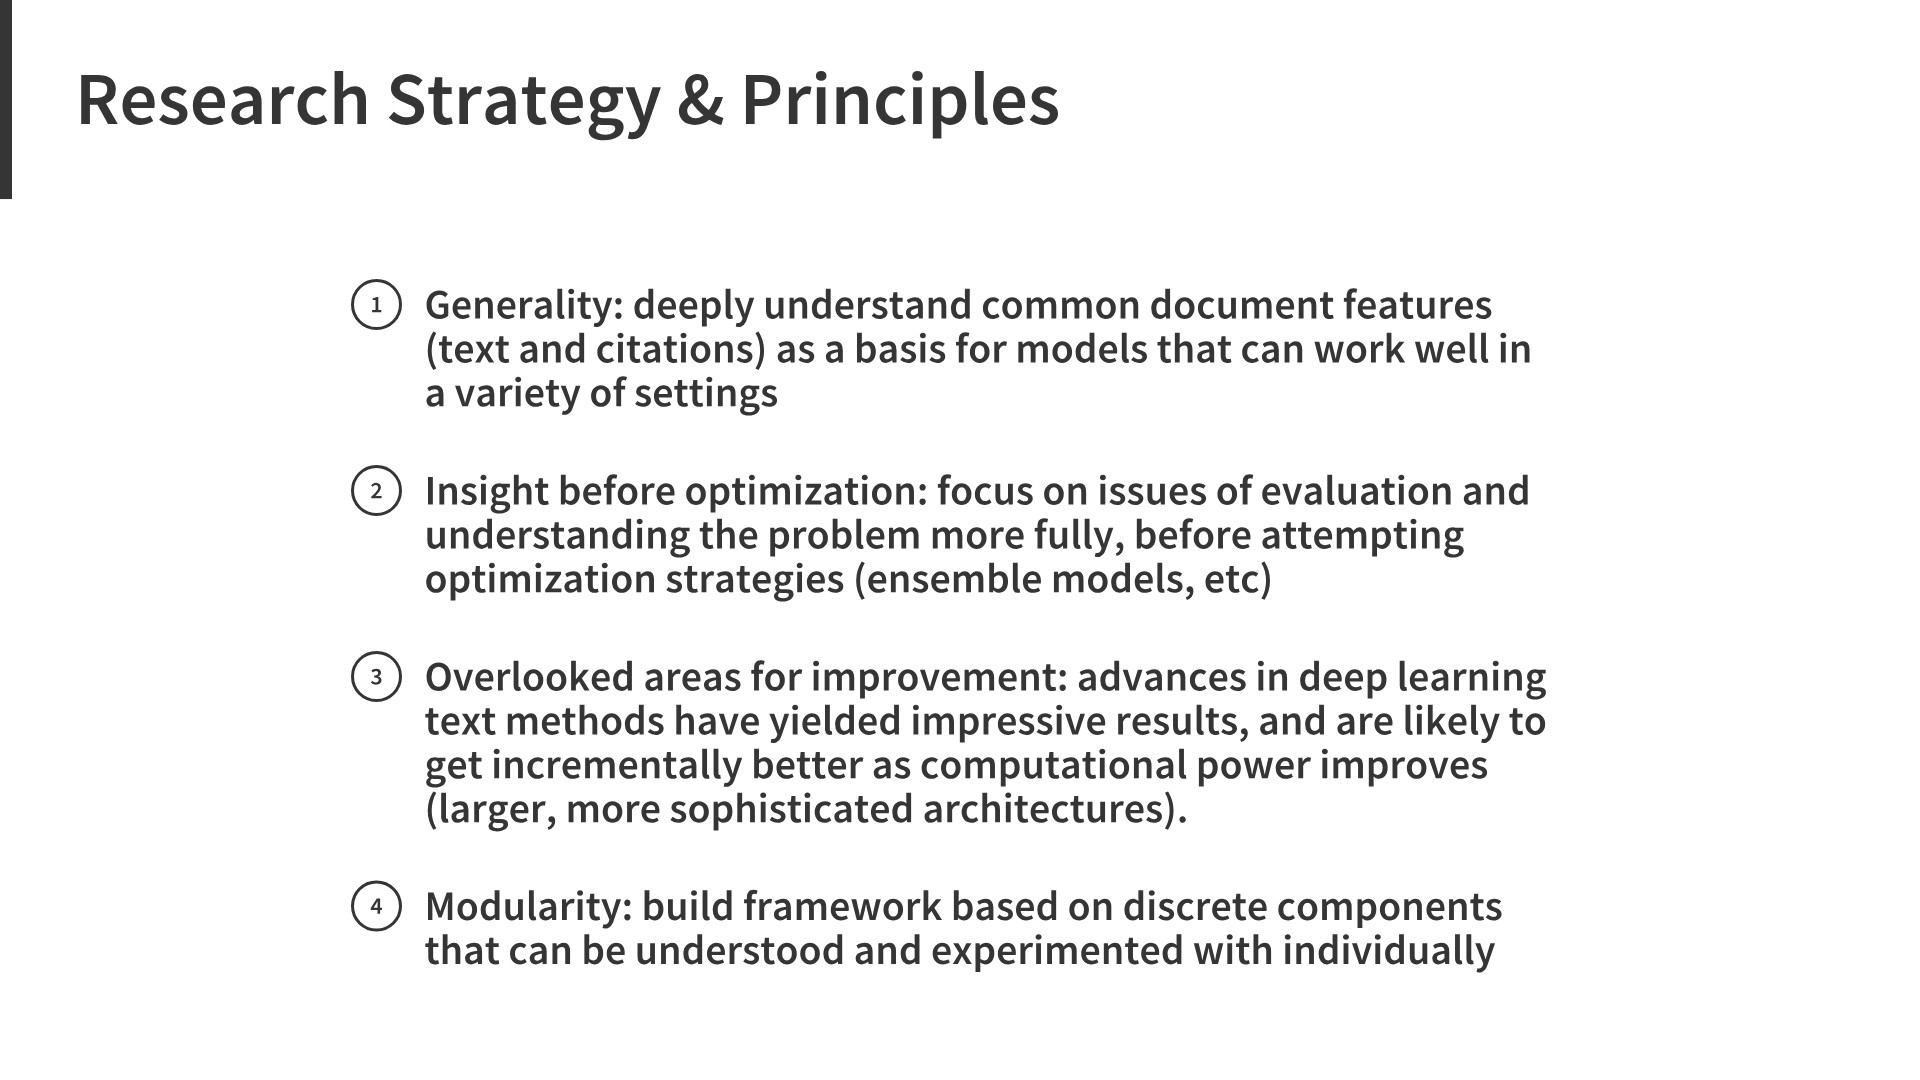 Research Strategy & Principles
1 Generality: deeply understand common document features
(text and citations) as a basis for models that can work well in
a variety of settings
2 Insight before optimization: focus on issues of evaluation and
understanding the problem more fully, before attempting
optimization strategies (ensemble models, etc)
3 Overlooked areas for improvement: advances in deep learning
text methods have yielded impressive results, and are likely to
get incrementally better as computational power improves
(larger, more sophisticated architectures).
4 Modularity: build framework based on discrete components
that can be understood and experimented with individually